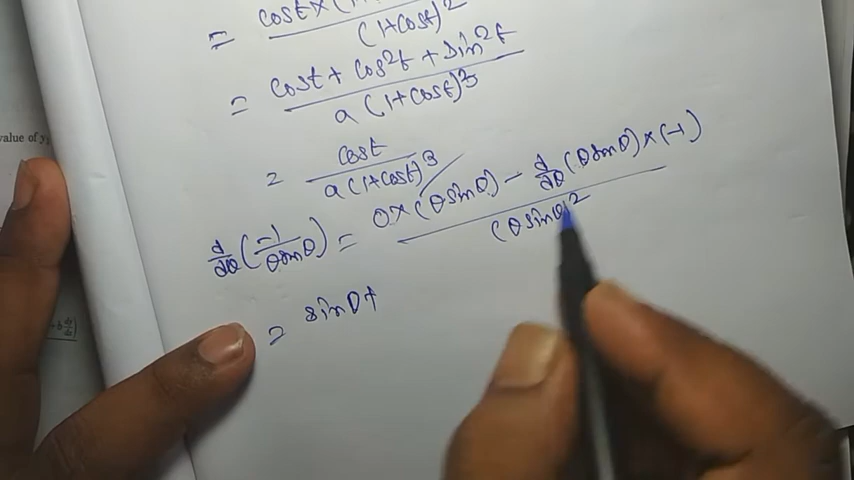 = cost×(1+ / (1+cost)²
value of y
= cost + cos²t + sin²t / a(1+cost)³
= cost / a(1+cost)³
d/dθ (-1/θsinθ) = 0×(θsinθ) - d/dθ(θsinθ)×(-1) / (θsinθ)²
= sinθ+